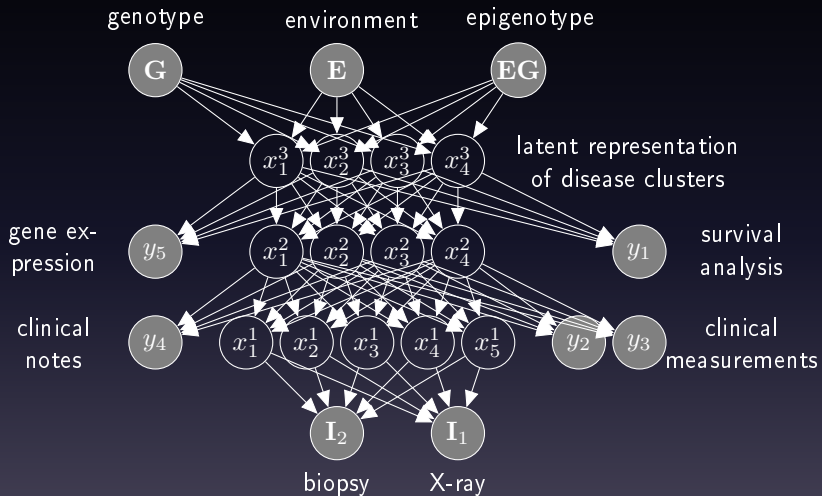 genotype environment epigenotype
G E EG
x₁³ x₂³ x₃³ x₄³
latent representation
of disease clusters
gene ex-
pression
y₅
x₁² x₂² x₃² x₄²
y₁
survival
analysis
clinical
notes
y₄
x₁¹ x₂¹ x₃¹ x₄¹ x₅¹
y₂ y₃
clinical
measurements
I₂ I₁
biopsy X-ray